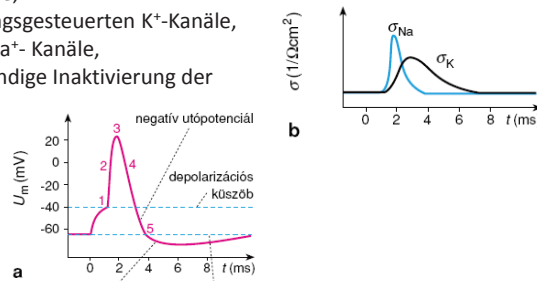 ngsgesteuerten K⁺-Kanäle,
a⁺- Kanäle,
ndige Inaktivierung der
σ (1/Ωcm²)
σNa
σK
0 2 4 6 8 t (ms
b
Um (mV)
20
0
-20
-40
-60
1
2
3
4
5
negatív utópotenciál
depolarizációs
küszöb
0 2 4 6 8 t (ms)
a